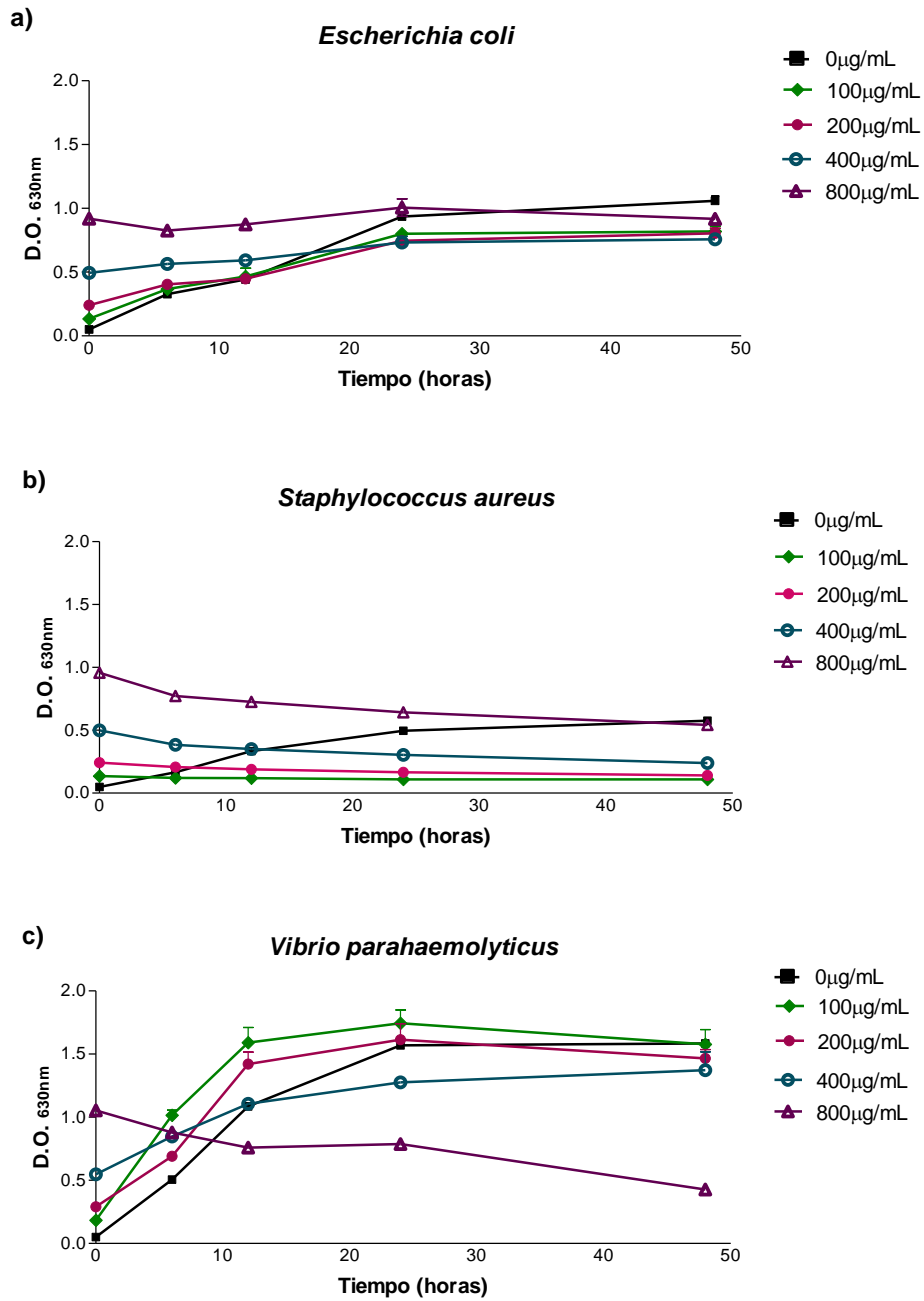 a)
Escherichia coli
0μg/mL
100μg/mL
200μg/mL
400μg/mL
800μg/mL
2.0
1.5
1.0
0.5
0.0
D.O. 630nm
0 10 20 30 40 50
Tiempo (horas)
b)
Staphylococcus aureus
0μg/mL
100μg/mL
200μg/mL
400μg/mL
800μg/mL
2.0
1.5
1.0
0.5
0.0
D.O. 630nm
0 10 20 30 40 50
Tiempo (horas)
c)
Vibrio parahaemolyticus
0μg/mL
100μg/mL
200μg/mL
400μg/mL
800μg/mL
2.0
1.5
1.0
0.5
0.0
D.O. 630nm
0 10 20 30 40 50
Tiempo (horas)